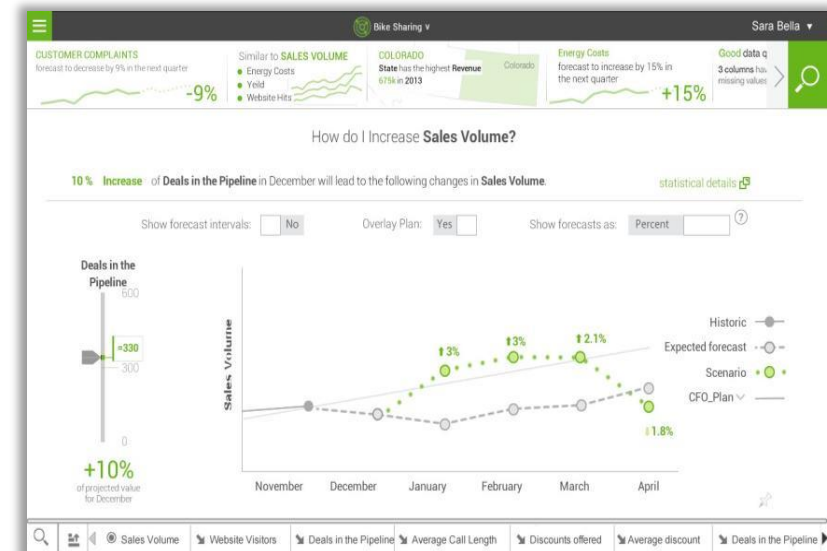 Bike Sharing ∨
Sara Bella ▼
CUSTOMER COMPLAINTS
forecast to decrease by 9% in the next quarter
-9%
Similar to SALES VOLUME
Energy Costs
Yeild
Website Hits
COLORADO
State has the highest Revenue
675k in 2013
Colorado
Energy Costs
forecast to increase by 15% in
the next quarter
+15%
Good data q
3 columns hav
missing values
How do I Increase Sales Volume?
10 % Increase of Deals in the Pipeline in December will lead to the following changes in Sales Volume.
statistical details
Show forecast intervals: No
Overlay Plan: Yes
Show forecasts as: Percent
?
Deals in the
Pipeline
600
=330
300
0
+10%
of projected value
for December
Sales Volume
3%
3%
2.1%
1.8%
November December January February March April
Historic
Expected forecast
Scenario
CFO_Plan
Sales Volume
Website Visitors
Deals in the Pipeline
Average Call Length
Discounts offered
Average discount
Deals in the Pipeline